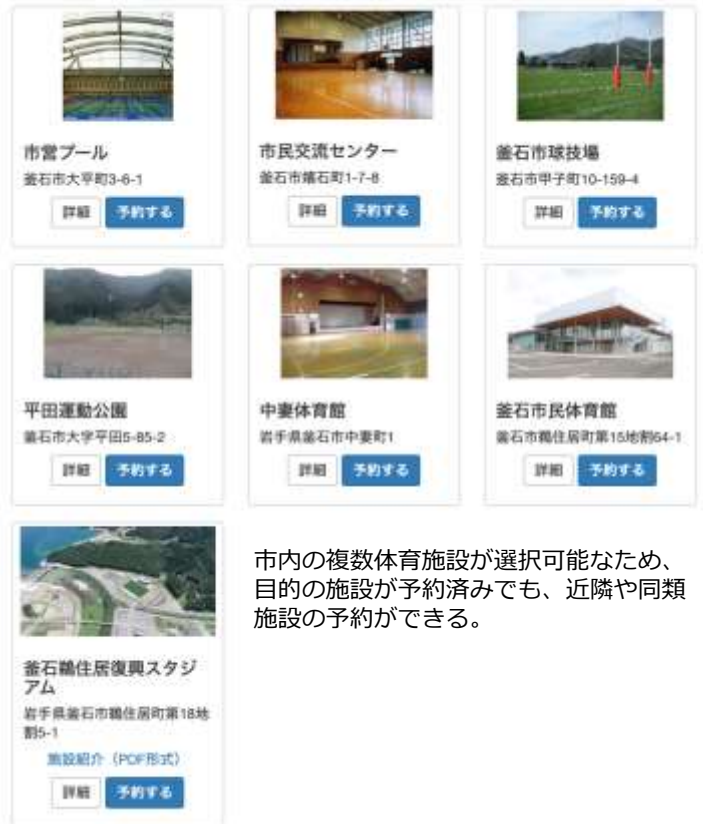 市営プール
釜石市大平町3-6-1
詳細 予約する
市民交流センター
釜石市嬉石町1-7-8
詳細 予約する
釜石市球技場
釜石市甲子町10-159-4
詳細 予約する
平田運動公園
釜石市大字平田5-85-2
詳細 予約する
中妻体育館
岩手県釜石市中妻町1
詳細 予約する
釜石市民体育館
釜石市鵜住居町第15地割64-1
詳細 予約する
釜石鵜住居復興スタジ
アム
岩手県釜石市鵜住居町第18地
割5-1
施設紹介（PDF形式）
詳細 予約する
市内の複数体育施設が選択可能なため、
目的の施設が予約済みでも、近隣や同類
施設の予約ができる。